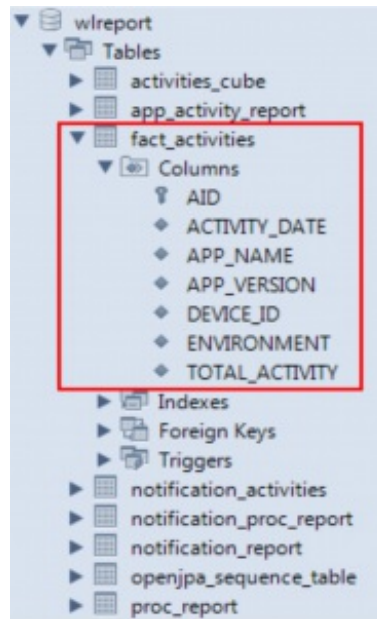 wlreport
Tables
activities_cube
app_activity_report
fact_activities
Columns
AID
ACTIVITY_DATE
APP_NAME
APP_VERSION
DEVICE_ID
ENVIRONMENT
TOTAL_ACTIVITY
Indexes
Foreign Keys
Triggers
notification_activities
notification_proc_report
notification_report
openjpa_sequence_table
proc_report